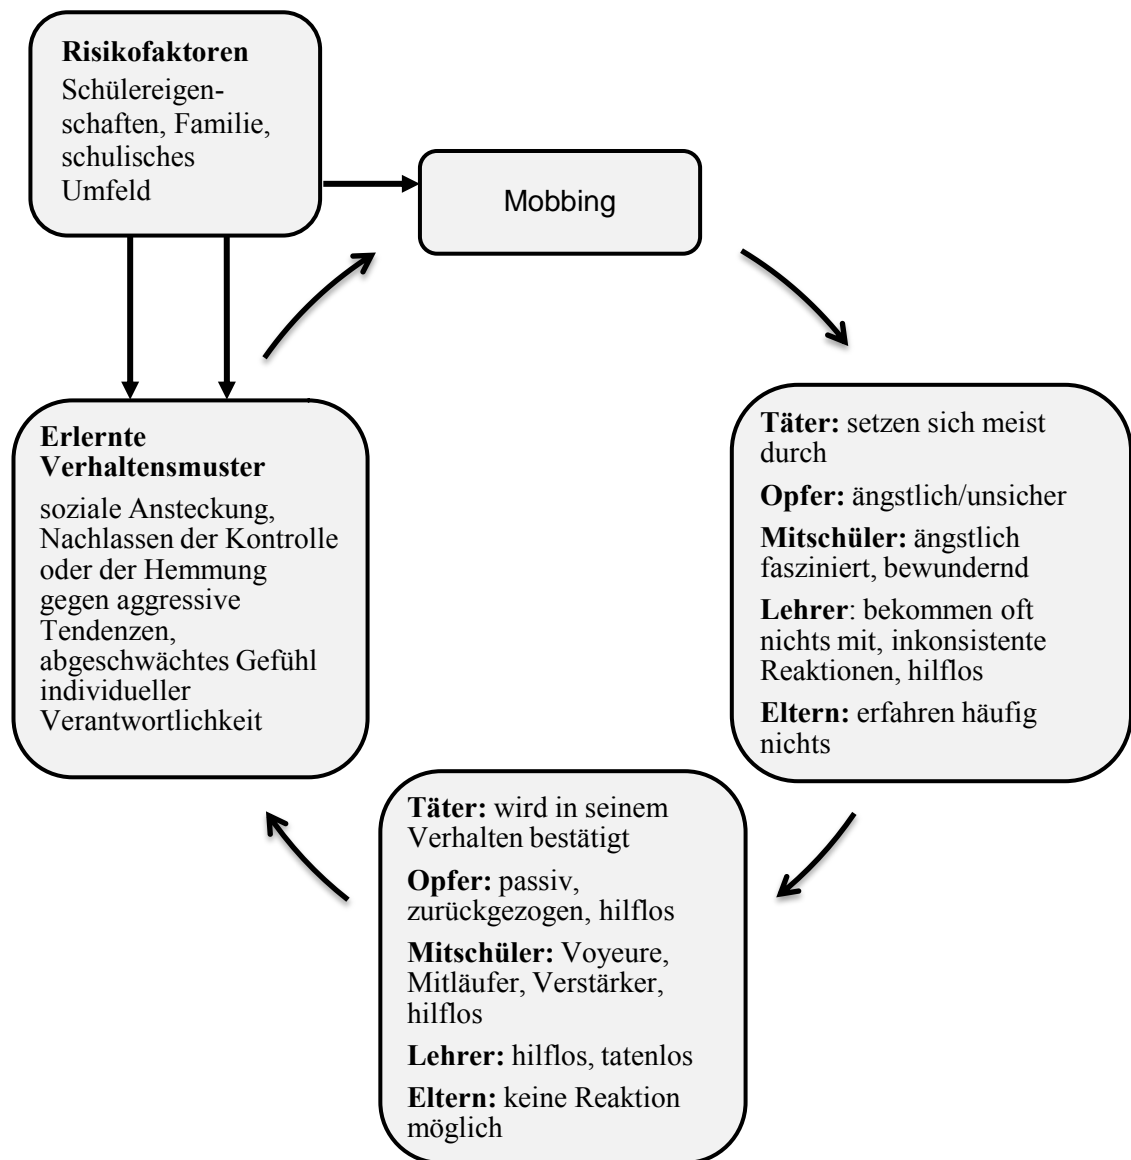 Risikofaktoren
Schülereigen-
schaften, Familie,
schulisches
Umfeld
Mobbing
Täter: setzen sich meist
durch
Opfer: ängstlich/unsicher
Mitschüler: ängstlich
fasziniert, bewundernd
Lehrer: bekommen oft
nichts mit, inkonsistente
Reaktionen, hilflos
Eltern: erfahren häufig
nichts
Täter: wird in seinem
Verhalten bestätigt
Opfer: passiv,
zurückgezogen, hilflos
Mitschüler: Voyeure,
Mitläufer, Verstärker,
hilflos
Lehrer: hilflos, tatenlos
Eltern: keine Reaktion
möglich
Erlernte
Verhaltensmuster
soziale Ansteckung,
Nachlassen der Kontrolle
oder der Hemmung
gegen aggressive
Tendenzen,
abgeschwächtes Gefühl
individueller
Verantwortlichkeit